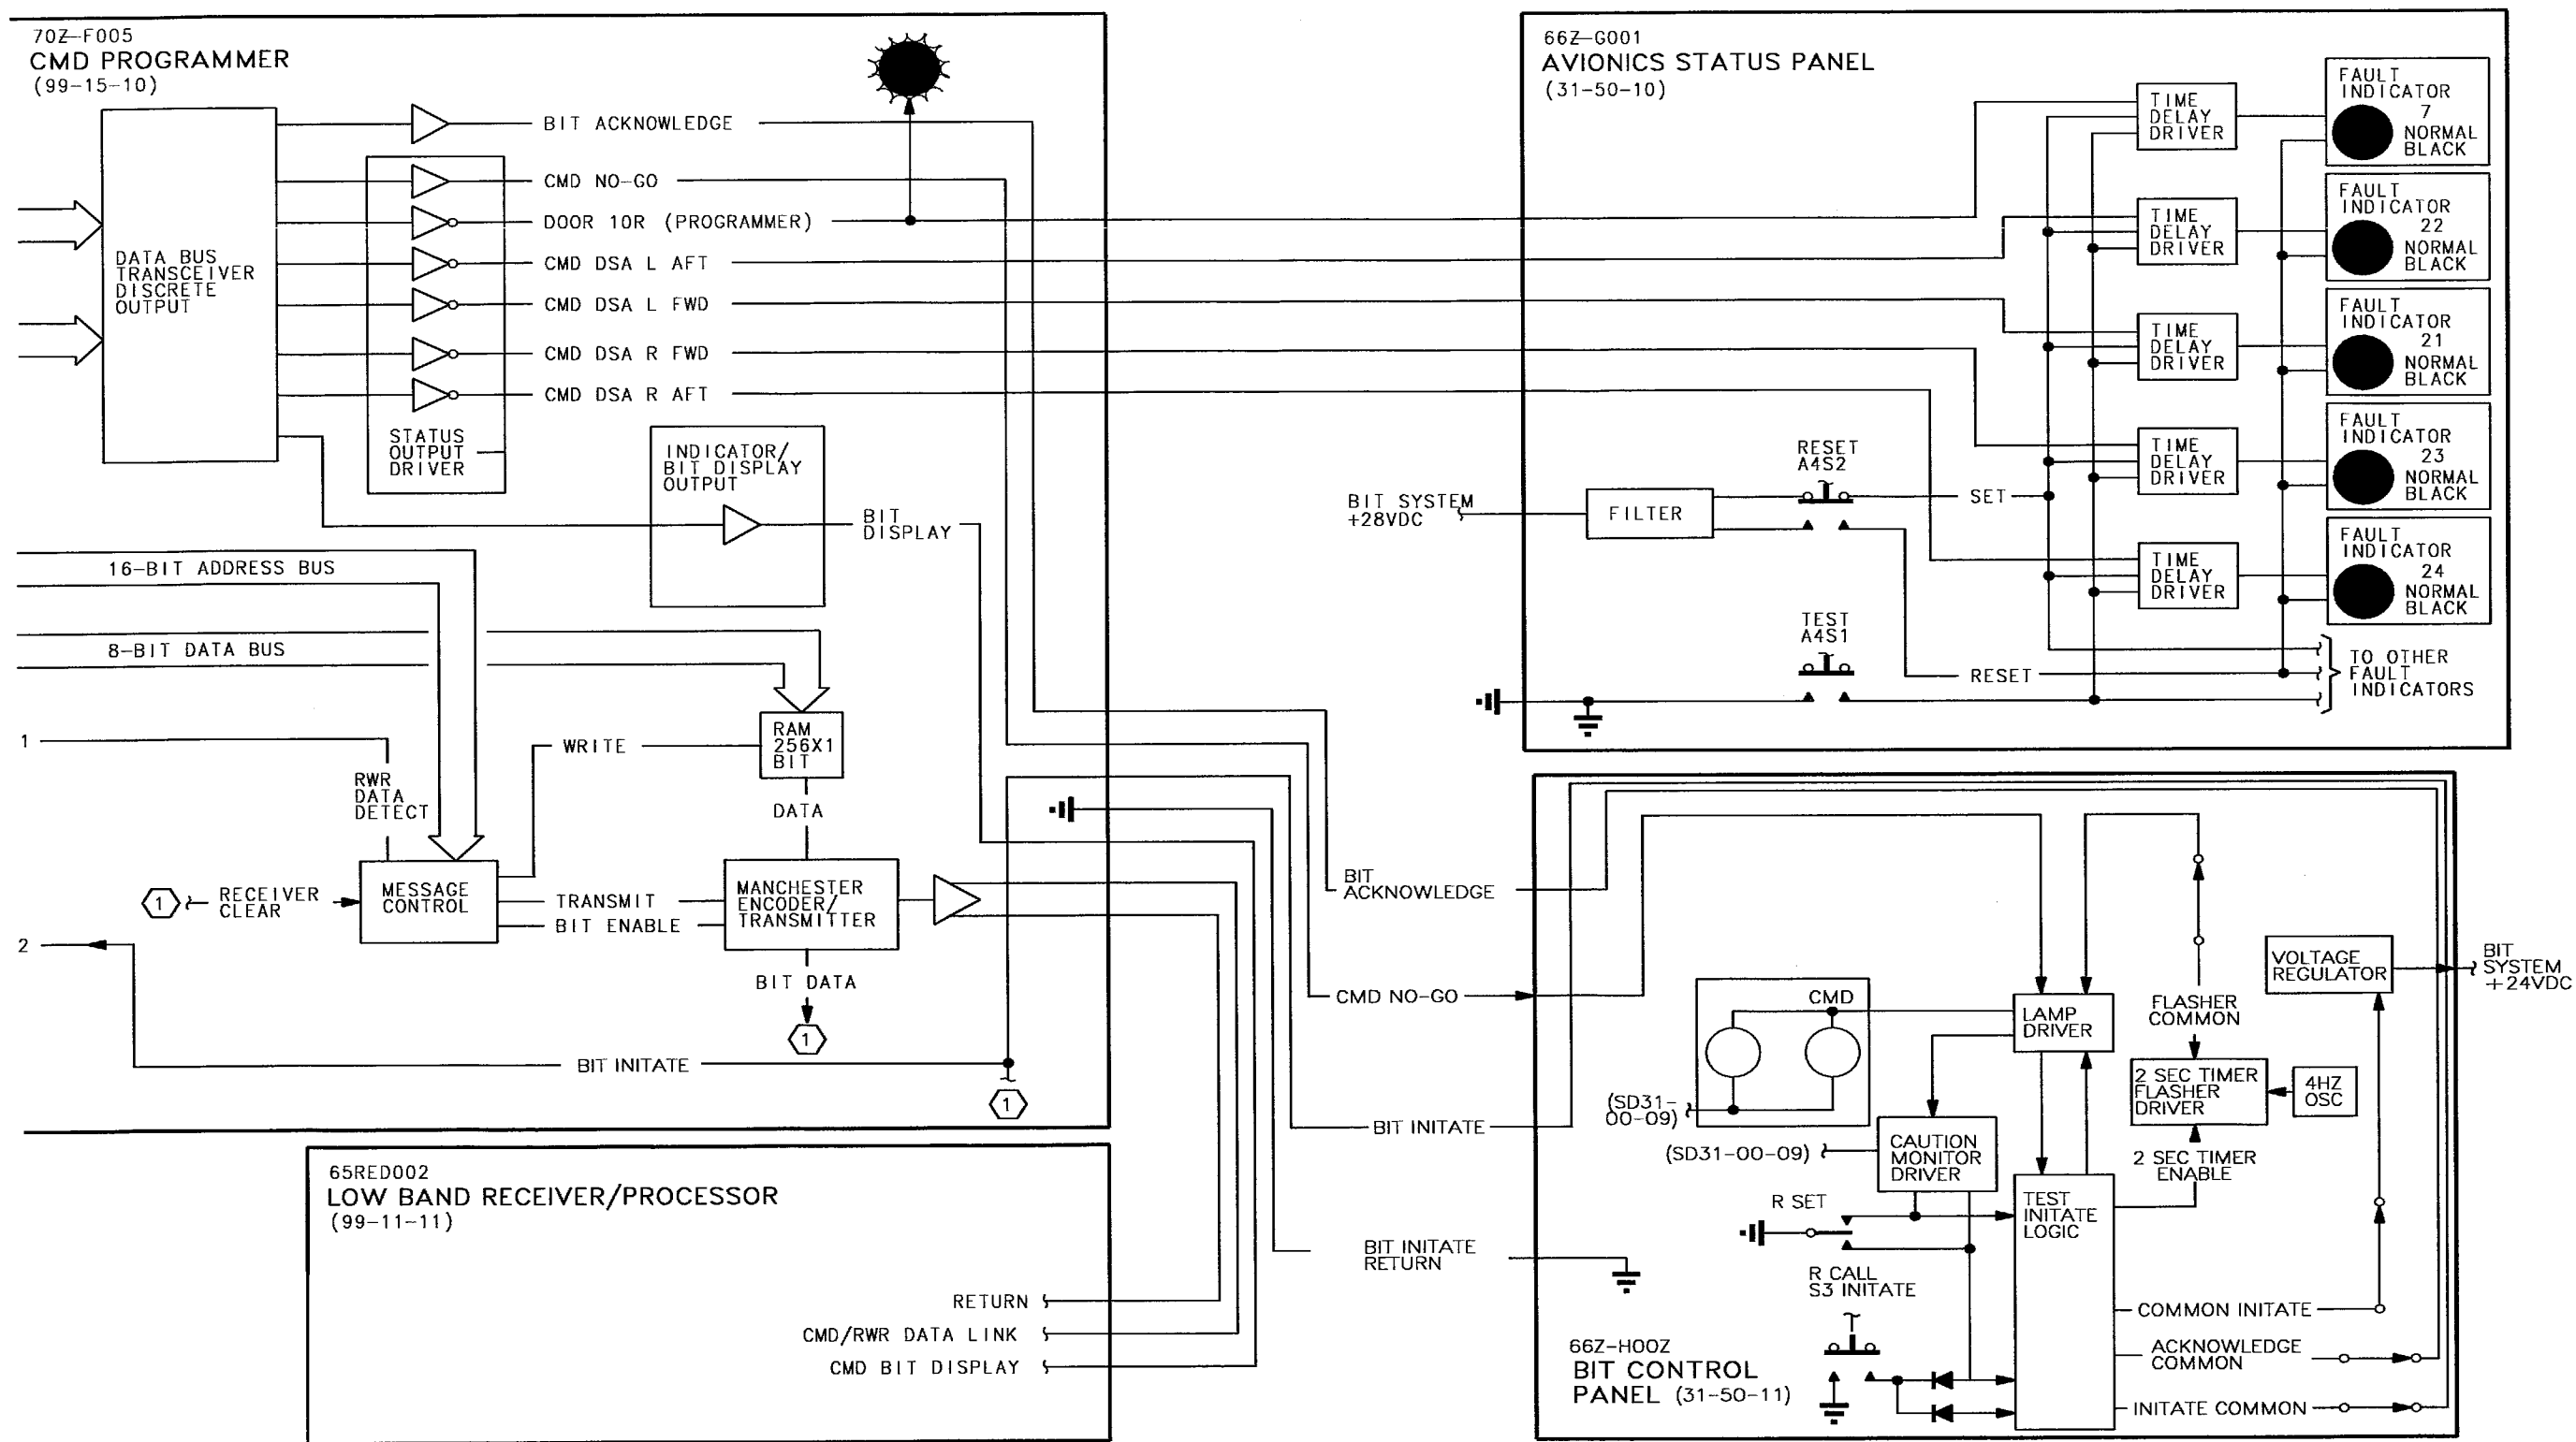 70Z-F005
CMD PROGRAMMER
(99-15-10)
DATA BUS
TRANSCEIVER
DISCRETE
OUTPUT
BIT ACKNOWLEDGE
CMD NO-GO
DOOR 10R (PROGRAMMER)
CMD DSA L AFT
CMD DSA L FWD
CMD DSA R FWD
CMD DSA R AFT
STATUS
OUTPUT
DRIVER
INDICATOR/
BIT DISPLAY
OUTPUT
BIT
DISPLAY
16-BIT ADDRESS BUS
8-BIT DATA BUS
1
RWR
DATA
DETECT
WRITE
RAM
256X1
BIT
DATA
1
RECEIVER
CLEAR
MESSAGE
CONTROL
TRANSMIT
BIT ENABLE
MANCHESTER
ENCODER/
TRANSMITTER
2
BIT DATA
1
BIT INITATE
1
65RED002
LOW BAND RECEIVER/PROCESSOR
(99-11-11)
RETURN
CMD/RWR DATA LINK
CMD BIT DISPLAY
66Z-G001
AVIONICS STATUS PANEL
(31-50-10)
TIME
DELAY
DRIVER
FAULT
INDICATOR
7
NORMAL
BLACK
TIME
DELAY
DRIVER
FAULT
INDICATOR
22
NORMAL
BLACK
TIME
DELAY
DRIVER
FAULT
INDICATOR
21
NORMAL
BLACK
TIME
DELAY
DRIVER
FAULT
INDICATOR
23
NORMAL
BLACK
TIME
DELAY
DRIVER
FAULT
INDICATOR
24
NORMAL
BLACK
BIT SYSTEM
+28VDC
FILTER
RESET
A4S2
SET
TEST
A4S1
RESET
TO OTHER
FAULT
INDICATORS
BIT
ACKNOWLEDGE
CMD NO-GO
BIT INITATE
BIT INITATE
RETURN
CMD
(SD31-
00-09)
LAMP
DRIVER
FLASHER
COMMON
VOLTAGE
REGULATOR
BIT
SYSTEM
+24VDC
2 SEC TIMER
FLASHER
DRIVER
4HZ
OSC
2 SEC TIMER
ENABLE
(SD31-00-09)
CAUTION
MONITOR
DRIVER
R SET
TEST
INITATE
LOGIC
R CALL
S3 INITATE
COMMON INITATE
ACKNOWLEDGE
COMMON
INITATE COMMON
66Z-H00Z
BIT CONTROL
PANEL (31-50-11)